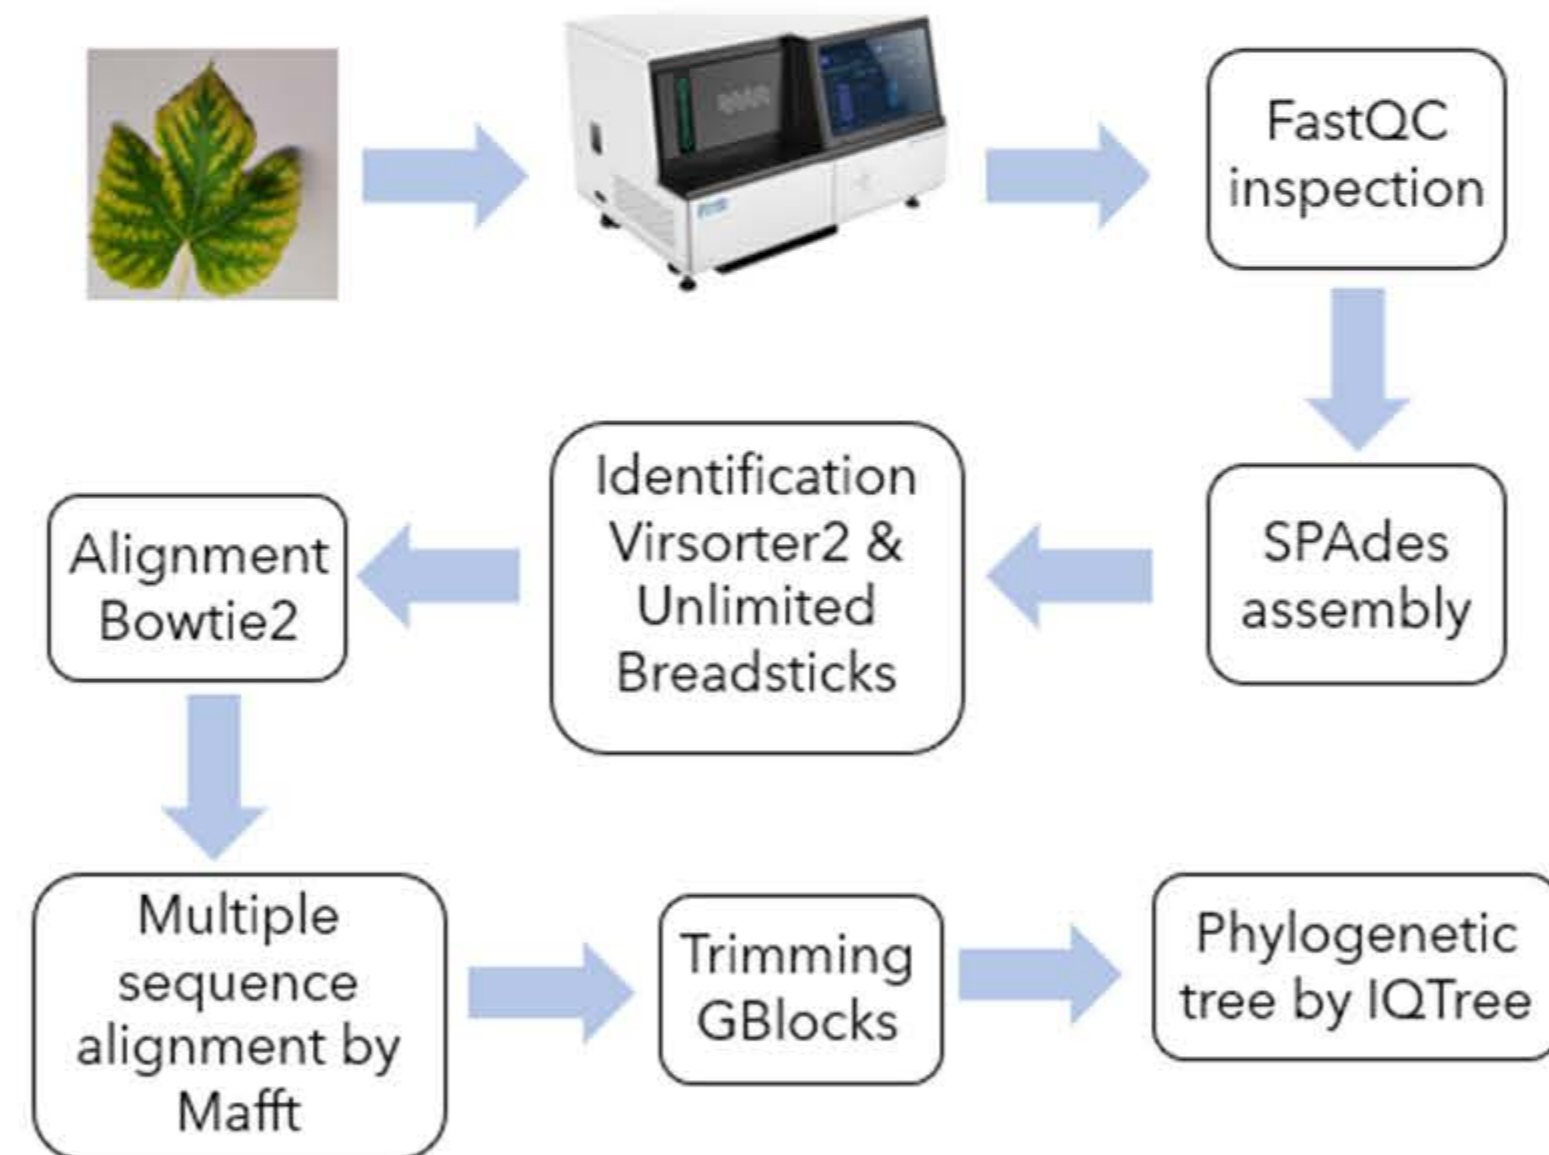 FastQC
inspection
SPAdes
assembly
Identification
Virsorter2 &
Unlimited
Breadsticks
Alignment
Bowtie2
Multiple
sequence
alignment by
Mafft
Trimming
GBlocks
Phylogenetic
tree by IQTree